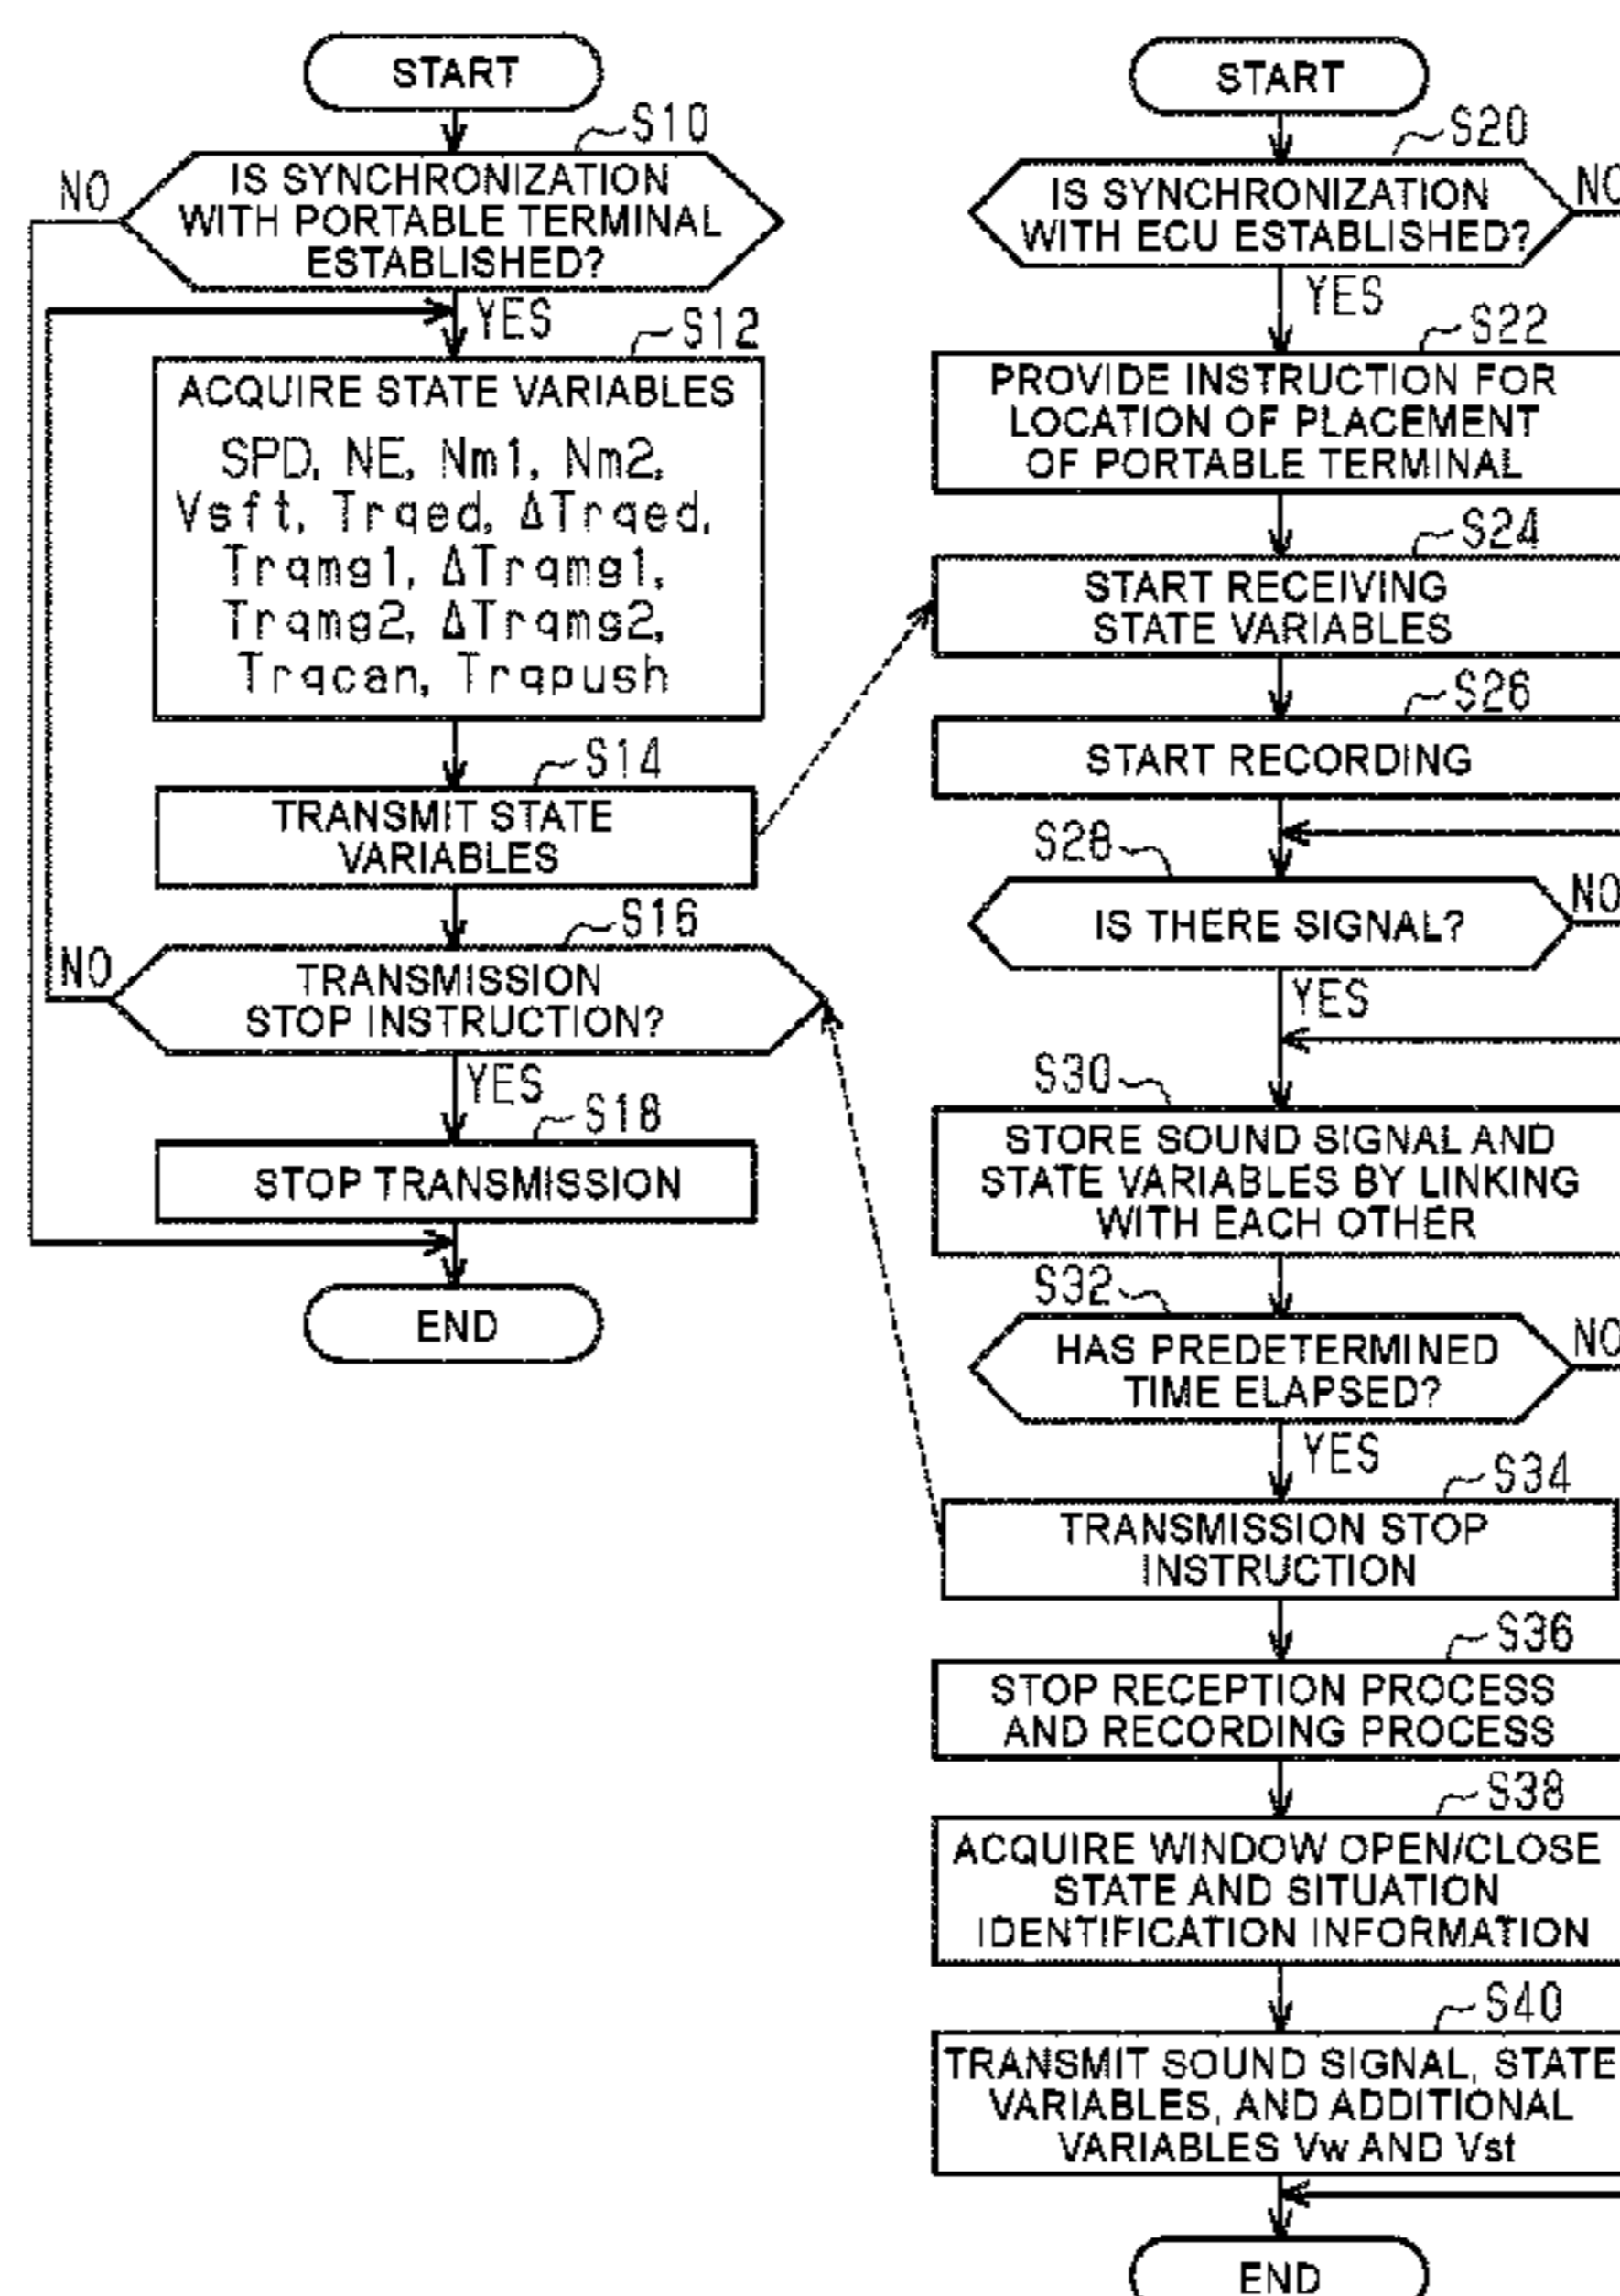 START
S10
NO
IS SYNCHRONIZATION
WITH PORTABLE TERMINAL
ESTABLISHED?
YES
S12
ACQUIRE STATE VARIABLES
SPD, NE, Nm1, Nm2,
Vsft, Trqed, ΔTrqed,
Trqmg1, ΔTrqmg1,
Trqmg2, ΔTrqmg2,
Trqcan, Trqpush
S14
TRANSMIT STATE
VARIABLES
S16
NO
TRANSMISSION
STOP INSTRUCTION?
YES
S18
STOP TRANSMISSION
END
START
S20
NO
IS SYNCHRONIZATION
WITH ECU ESTABLISHED?
YES
S22
PROVIDE INSTRUCTION FOR
LOCATION OF PLACEMENT
OF PORTABLE TERMINAL
S24
START RECEIVING
STATE VARIABLES
S26
START RECORDING
S28
NO
IS THERE SIGNAL?
YES
S30
STORE SOUND SIGNAL AND
STATE VARIABLES BY LINKING
WITH EACH OTHER
S32
NO
HAS PREDETERMINED
TIME ELAPSED?
YES
S34
TRANSMISSION STOP
INSTRUCTION
S36
STOP RECEPTION PROCESS
AND RECORDING PROCESS
S38
ACQUIRE WINDOW OPEN/CLOSE
STATE AND SITUATION
IDENTIFICATION INFORMATION
S40
TRANSMIT SOUND SIGNAL, STATE
VARIABLES, AND ADDITIONAL
VARIABLES Vw AND Vst
END